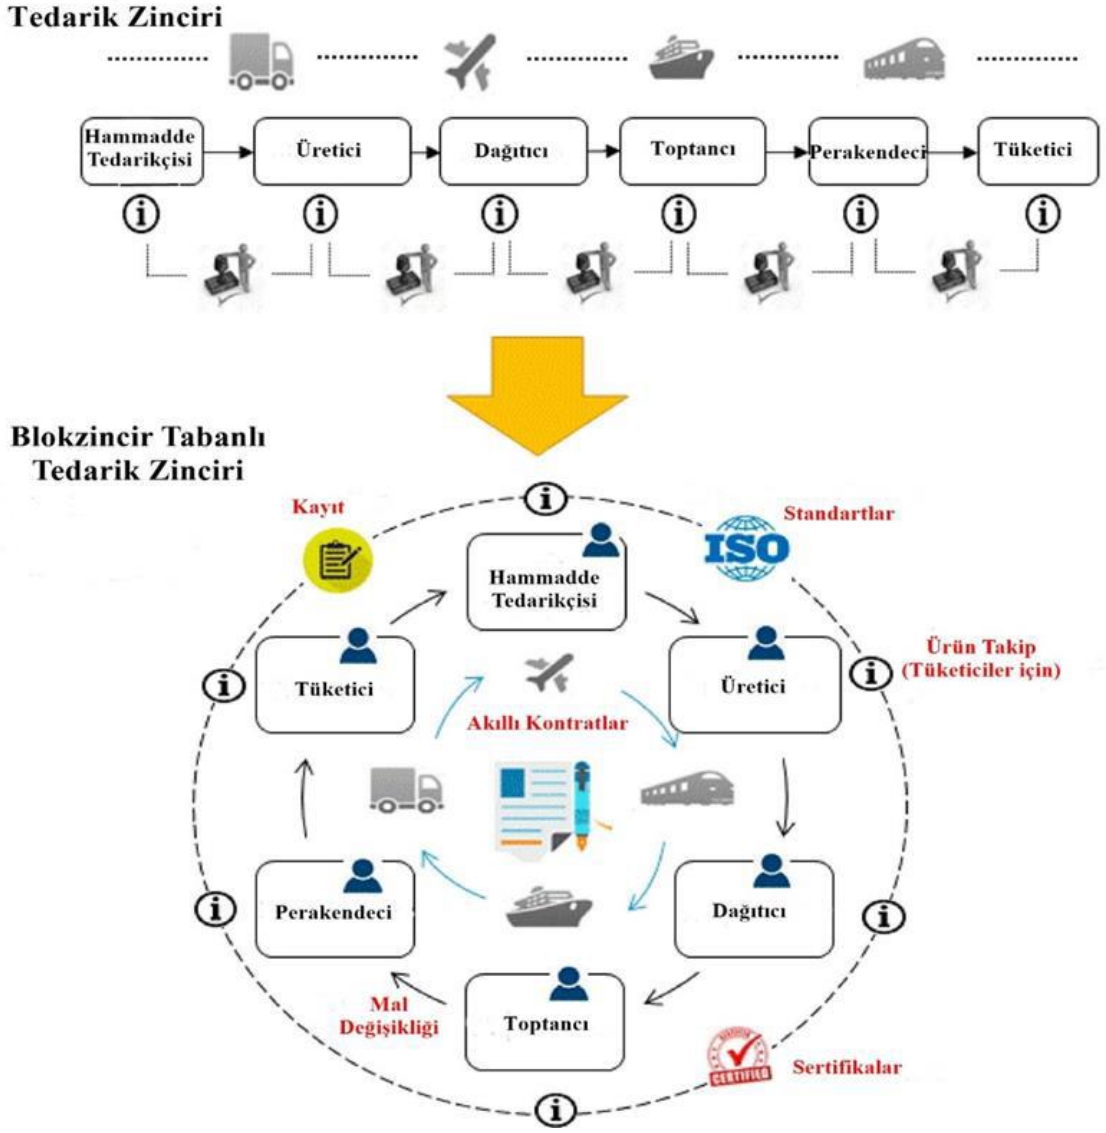 Tedarik Zinciri
Hammadde
Tedarikçisi
Üretici
Dağıtıcı
Toptancı
Perakendeci
Tüketici
i
i
i
i
i
i
Blokzincir Tabanlı
Tedarik Zinciri
i
Kayıt
Standartlar
ISO
Hammadde
Tedarikçisi
Tüketici
Üretici
i
i
Ürün Takip
(Tüketiciler için)
Akıllı Kontratlar
Perakendeci
Dağıtıcı
i
i
Mal
Değişikliği
Toptancı
CERTIFIED
Sertifikalar
i